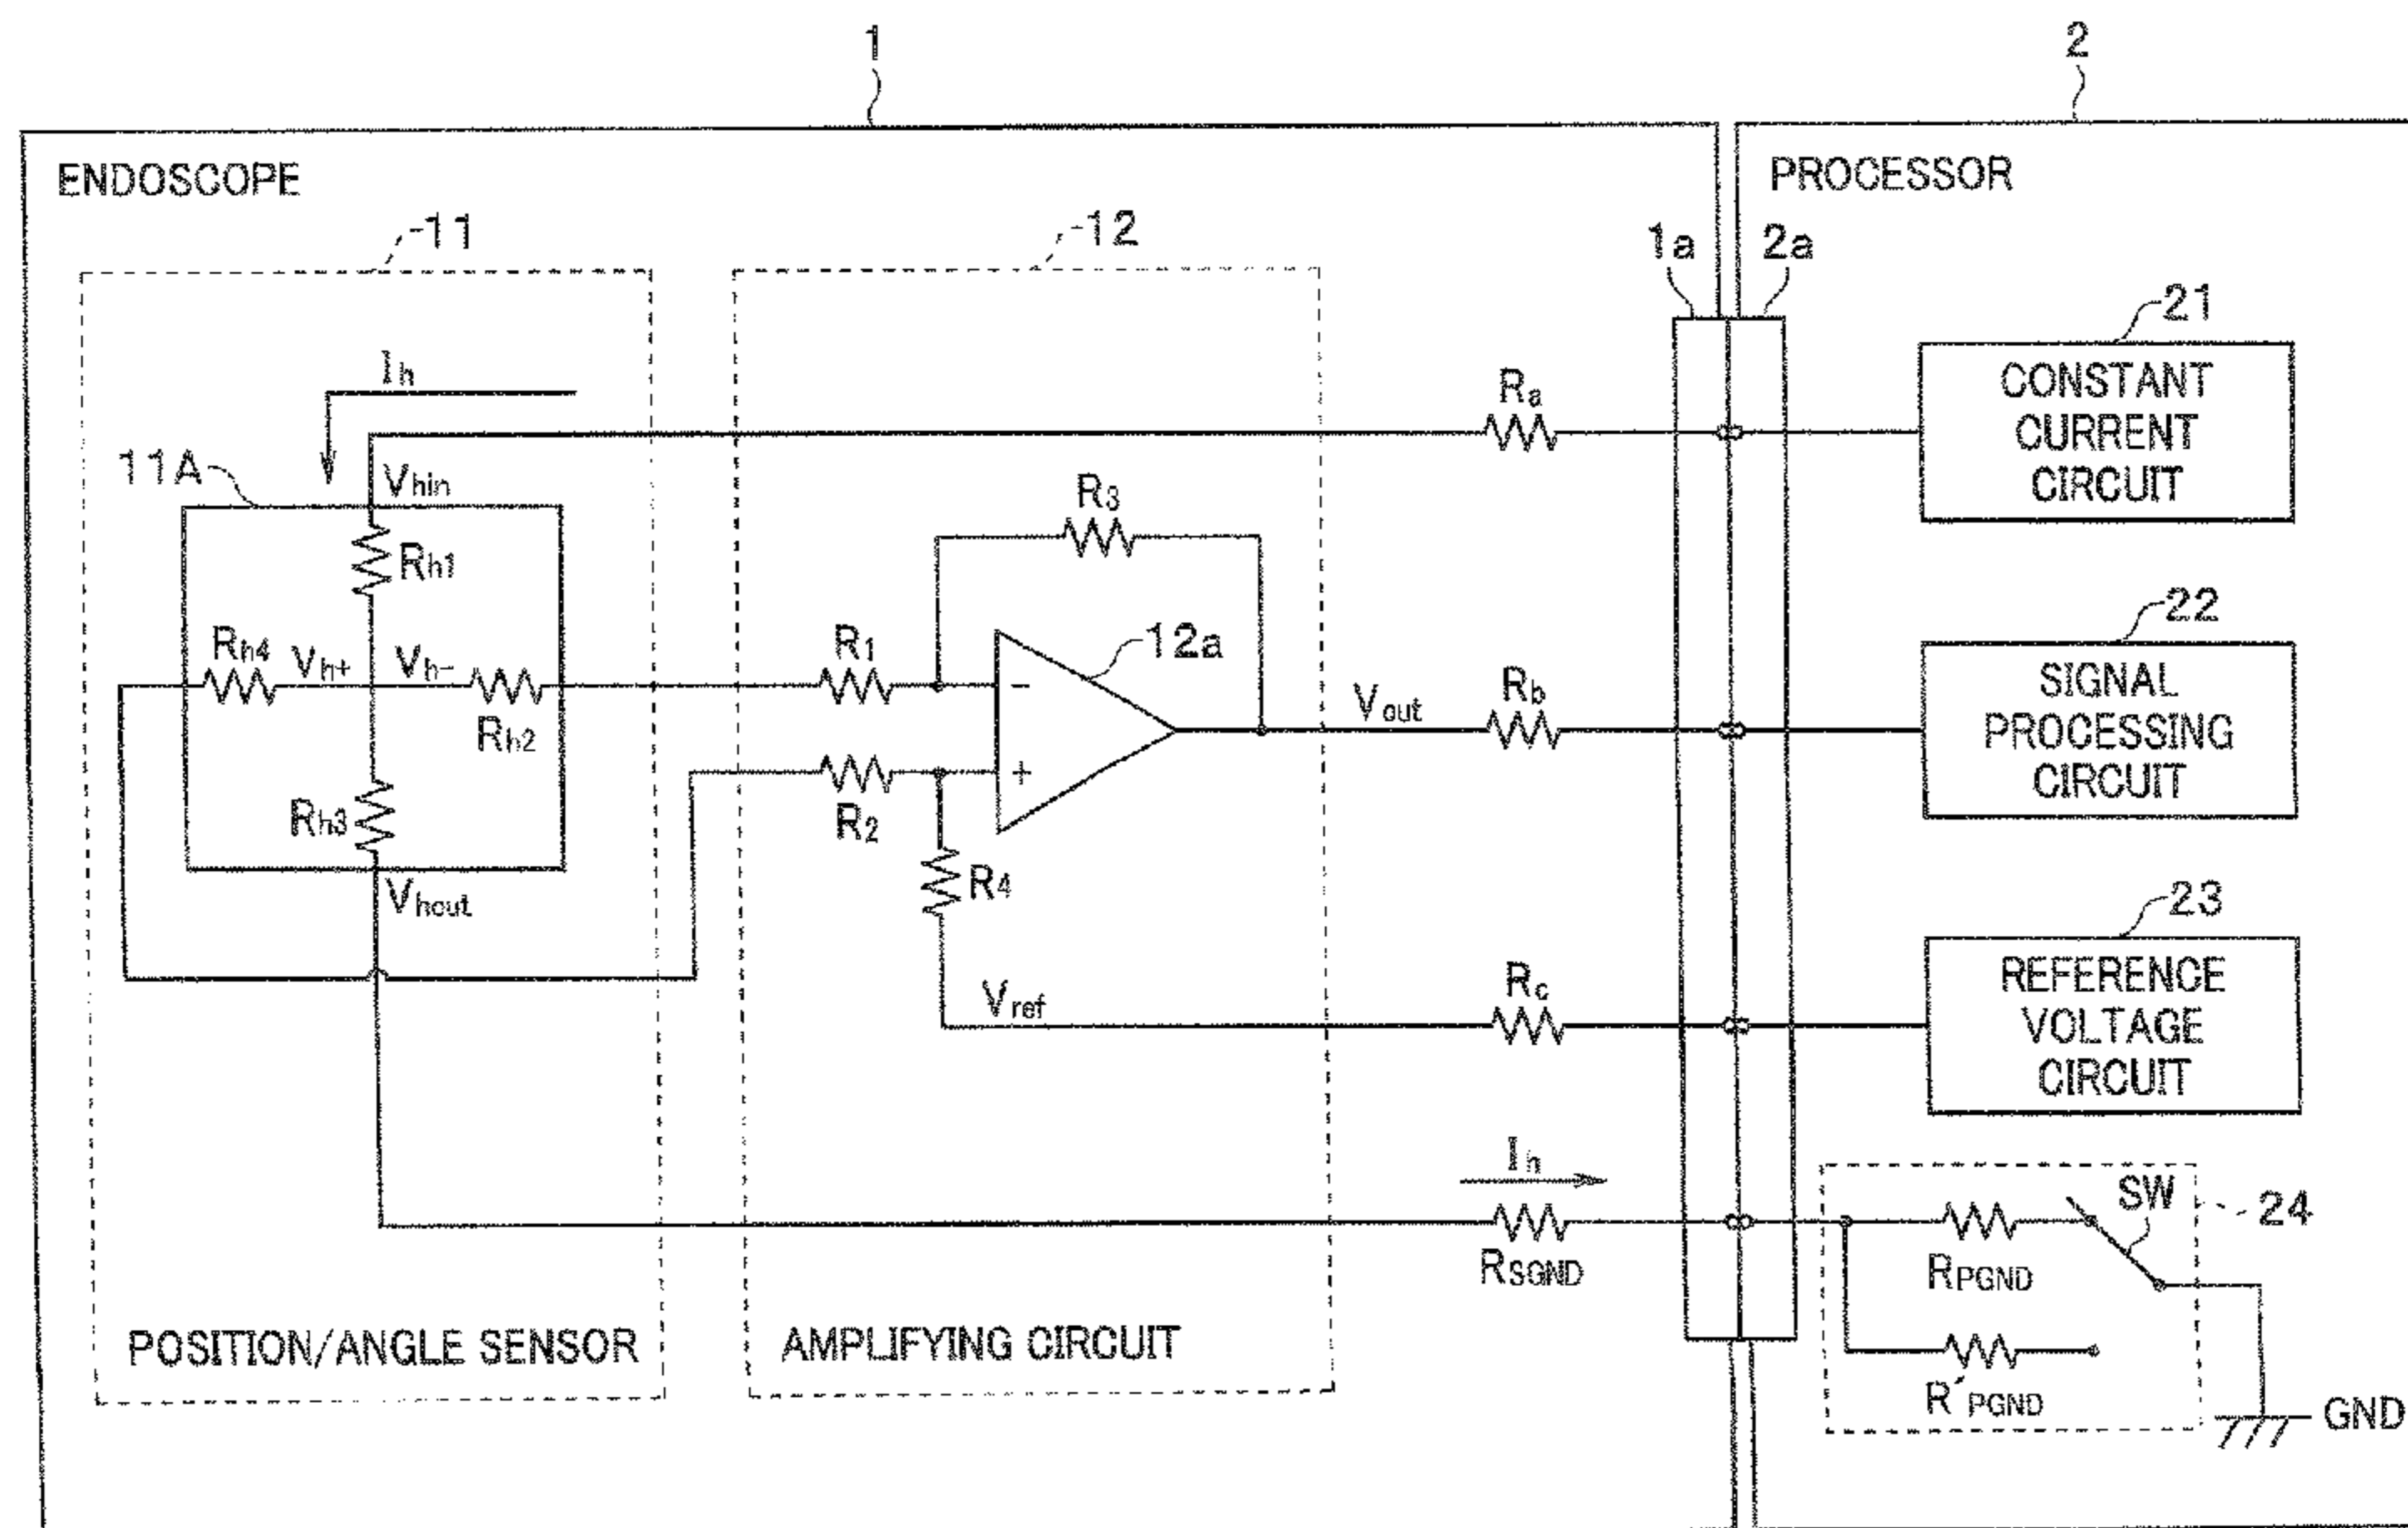 1
2
ENDOSCOPE
PROCESSOR
11
12
1a
2a
21
Ih
Ra
CONSTANT
CURRENT
CIRCUIT
11A
Vhin
R3
Rh1
22
Rh4
Vh+
Vh-
R1
12a
Rh2
Vout
Rb
SIGNAL
PROCESSING
CIRCUIT
−
+
Rh3
R2
R4
Vhout
23
Vref
Rc
REFERENCE
VOLTAGE
CIRCUIT
Ih
SW
24
RSGND
RPGND
R´PGND
GND
POSITION/ANGLE SENSOR
AMPLIFYING CIRCUIT